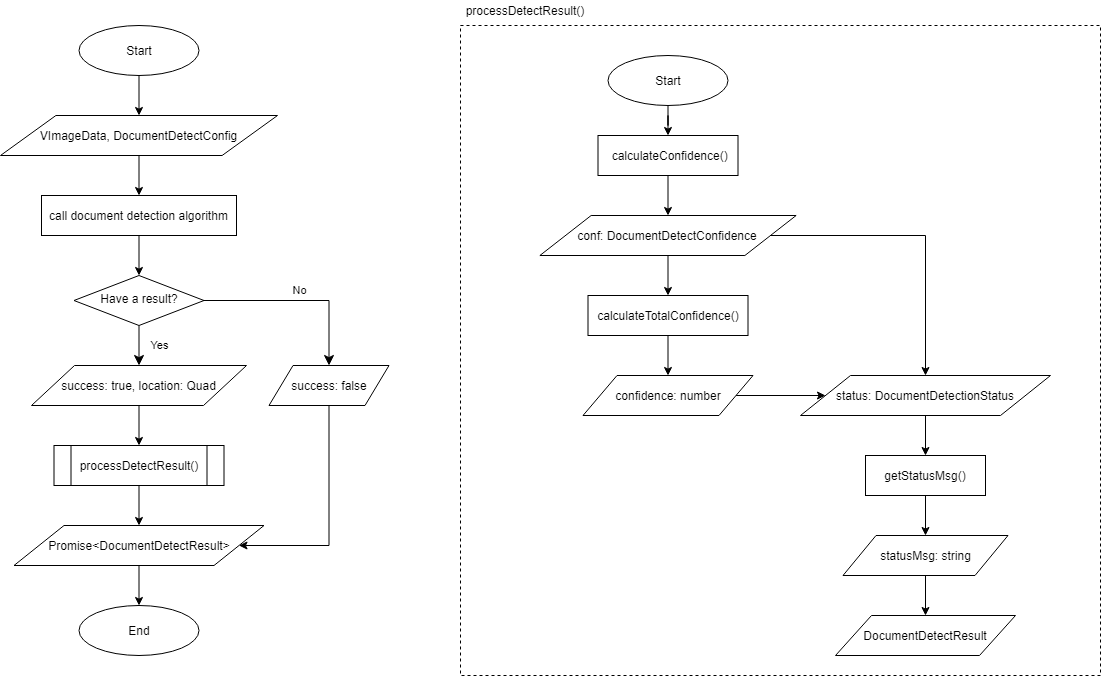 Start
VImageData, DocumentDetectConfig
call document detection algorithm
Have a result?
No
Yes
success: true, location: Quad
success: false
processDetectResult()
Promise<DocumentDetectResult>
End
processDetectResult()
Start
calculateConfidence()
conf: DocumentDetectConfidence
calculateTotalConfidence()
confidence: number
status: DocumentDetectionStatus
getStatusMsg()
statusMsg: string
DocumentDetectResult